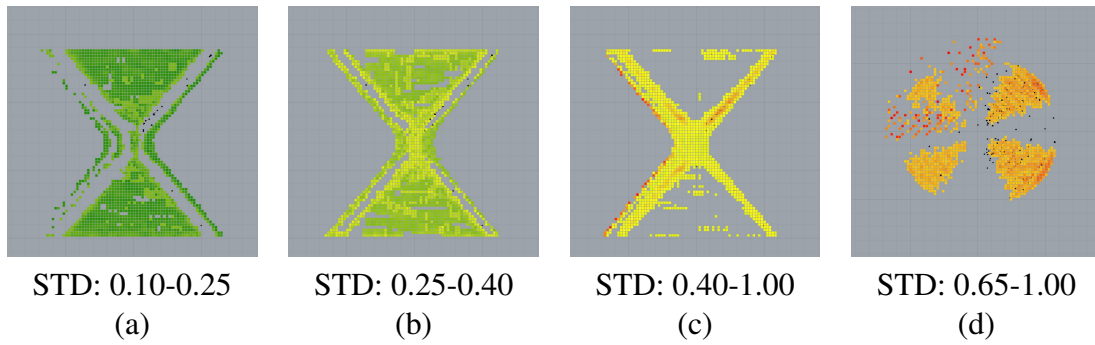 STD: 0.10-0.25
(a)
STD: 0.25-0.40
(b)
STD: 0.40-1.00
(c)
STD: 0.65-1.00
(d)